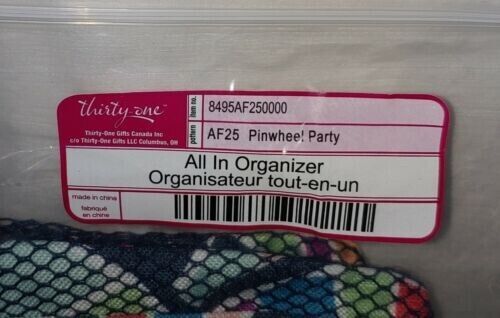 thirty-one™
Thirty-One Gifts Canada Inc
c/o Thirty-One Gifts LLC Columbus, OH
item no. 8495AF250000
pattern AF25 Pinwheel Party
All In Organizer
Organisateur tout-en-un
made in china
fabriqué
en chine